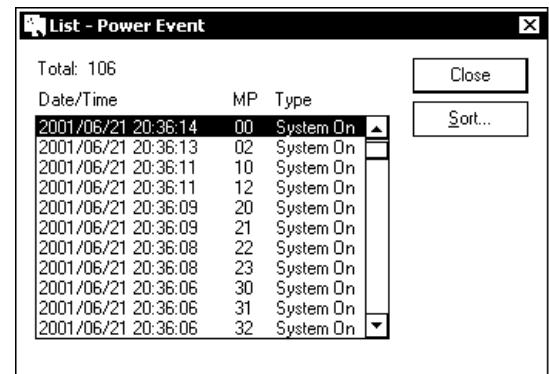 List - Power Event
Total: 106
Close
Date/Time MP Type
Sort...
2001/06/21 20:36:14 00 System On
2001/06/21 20:36:13 02 System On
2001/06/21 20:36:11 10 System On
2001/06/21 20:36:11 12 System On
2001/06/21 20:36:09 20 System On
2001/06/21 20:36:09 21 System On
2001/06/21 20:36:08 22 System On
2001/06/21 20:36:08 23 System On
2001/06/21 20:36:06 30 System On
2001/06/21 20:36:06 31 System On
2001/06/21 20:36:06 32 System On